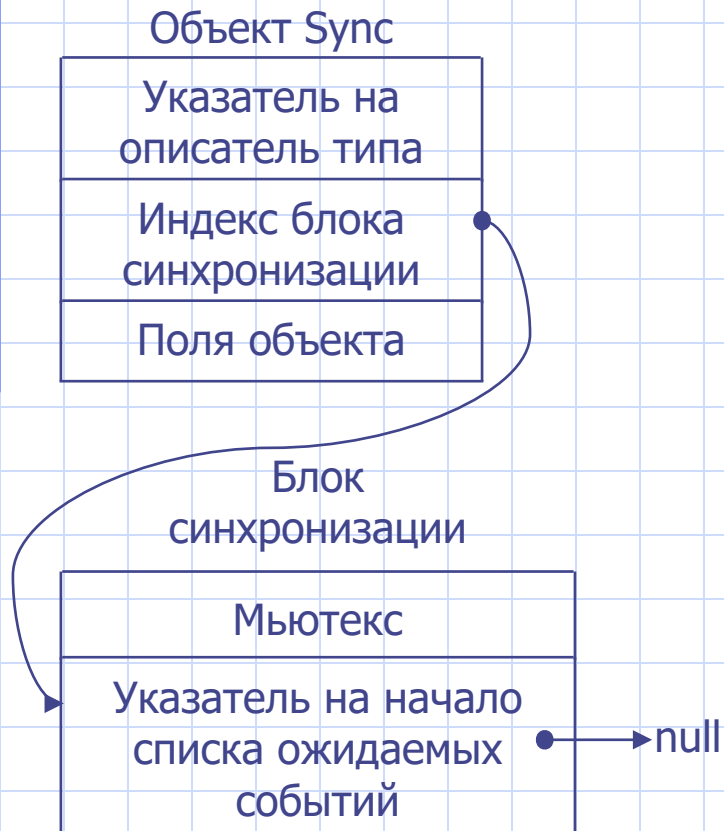 Объект Sync
Указатель на
описатель типа
Индекс блока
синхронизации
Поля объекта
Блок
синхронизации
Мьютекс
Указатель на начало
списка ожидаемых
событий
null